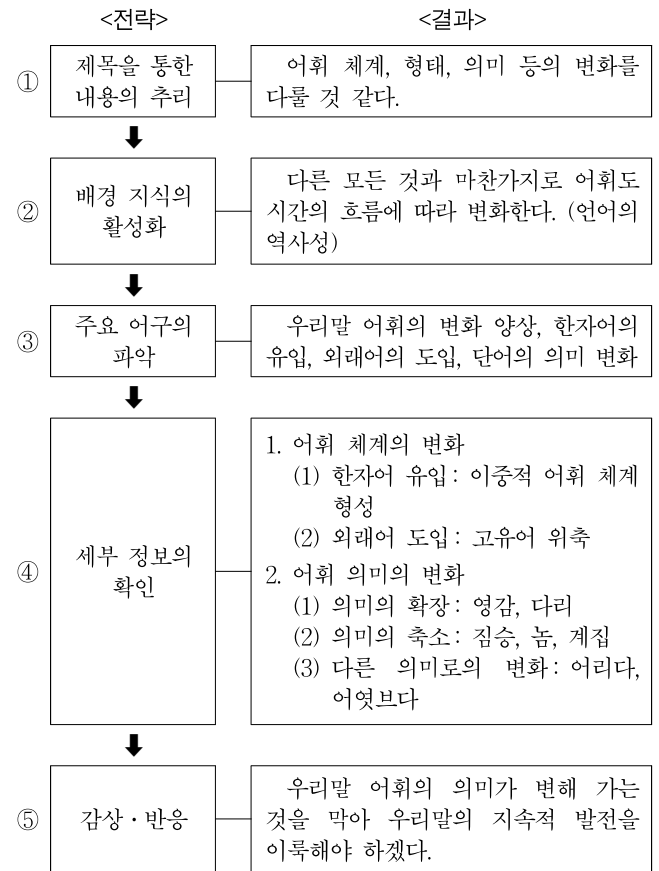 <전략> <결과>
① 제목을 통한 내용의 추리
어휘 체계, 형태, 의미 등의 변화를
다룰 것 같다.
② 배경 지식의 활성화
다른 모든 것과 마찬가지로 어휘도
시간의 흐름에 따라 변화한다. (언어의
역사성)
③ 주요 어구의 파악
우리말 어휘의 변화 양상, 한자어의
유입, 외래어의 도입, 단어의 의미 변화
④ 세부 정보의 확인
1. 어휘 체계의 변화
(1) 한자어 유입 : 이중적 어휘 체계
형성
(2) 외래어 도입 : 고유어 위축
2. 어휘 의미의 변화
(1) 의미의 확장 : 영감, 다리
(2) 의미의 축소 : 짐승, 놈, 계집
(3) 다른 의미로의 변화 : 어리다,
어엿브다
⑤ 감상 · 반응
우리말 어휘의 의미가 변해 가는
것을 막아 우리말의 지속적 발전을
이룩해야 하겠다.